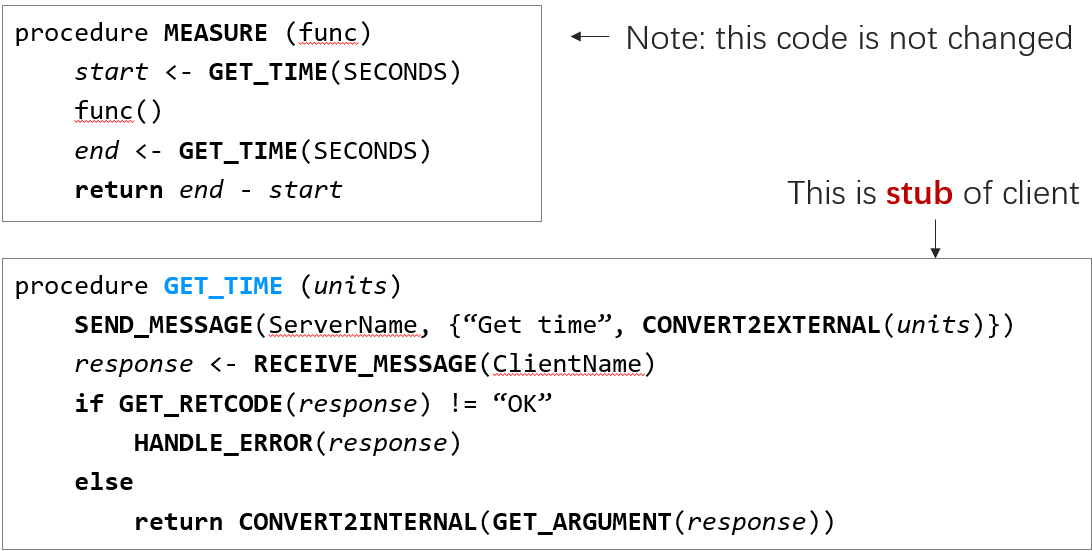 procedure MEASURE (func)
start <- GET_TIME(SECONDS)
func()
end <- GET_TIME(SECONDS)
return end - start
Note: this code is not changed
This is stub of client
procedure GET_TIME (units)
SEND_MESSAGE(ServerName, {“Get time”, CONVERT2EXTERNAL(units)})
response <- RECEIVE_MESSAGE(ClientName)
if GET_RETCODE(response) != “OK”
HANDLE_ERROR(response)
else
return CONVERT2INTERNAL(GET_ARGUMENT(response))